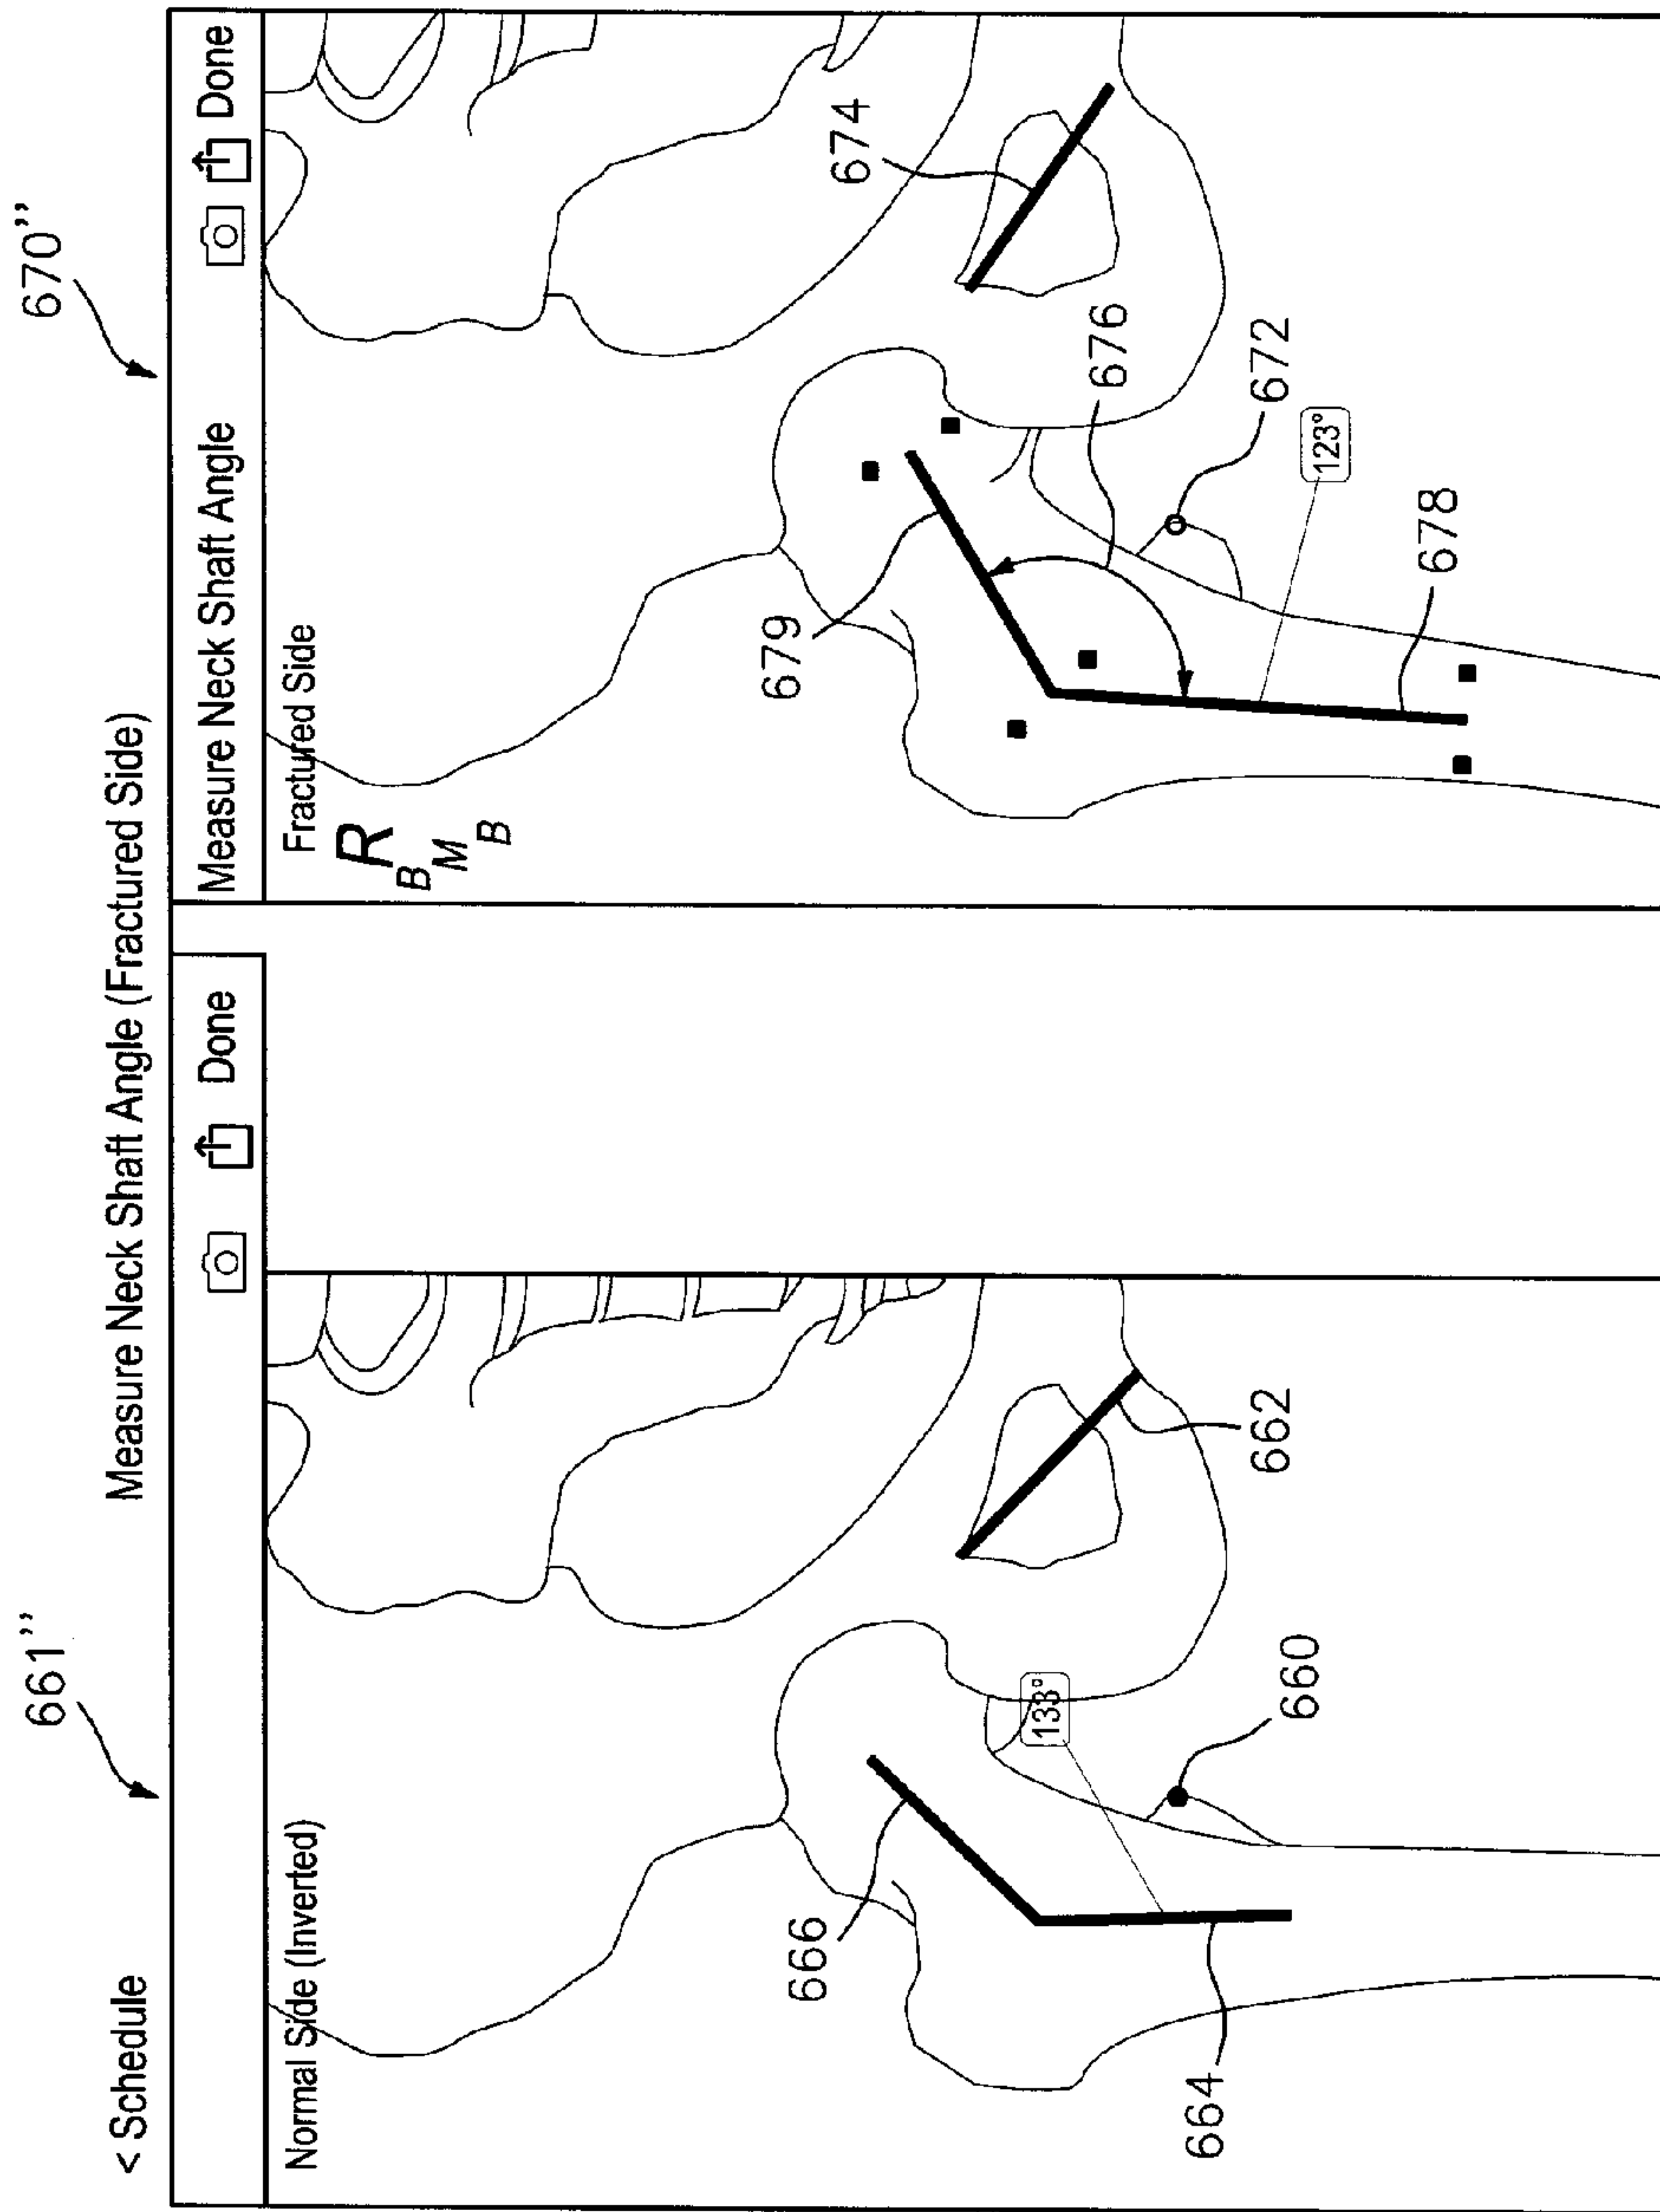 661’’
670’’
< Schedule
Measure Neck Shaft Angle (Fractured Side)
Done
Measure Neck Shaft Angle
Done
Normal Side (Inverted)
Fractured Side
R
B
M
B
666
664
133°
660
662
679
674
676
672
123°
678